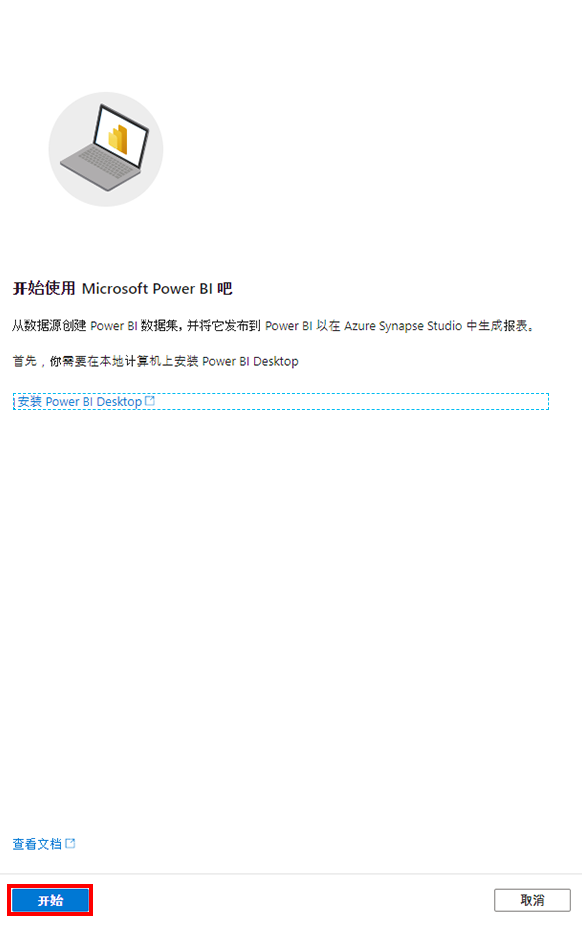 开始使用 Microsoft Power BI 吧
从数据源创建 Power BI 数据集，并将它发布到 Power BI 以在 Azure Synapse Studio 中生成报表。
首先，你需要在本地计算机上安装 Power BI Desktop
安装 Power BI Desktop
查看文档
开始
取消